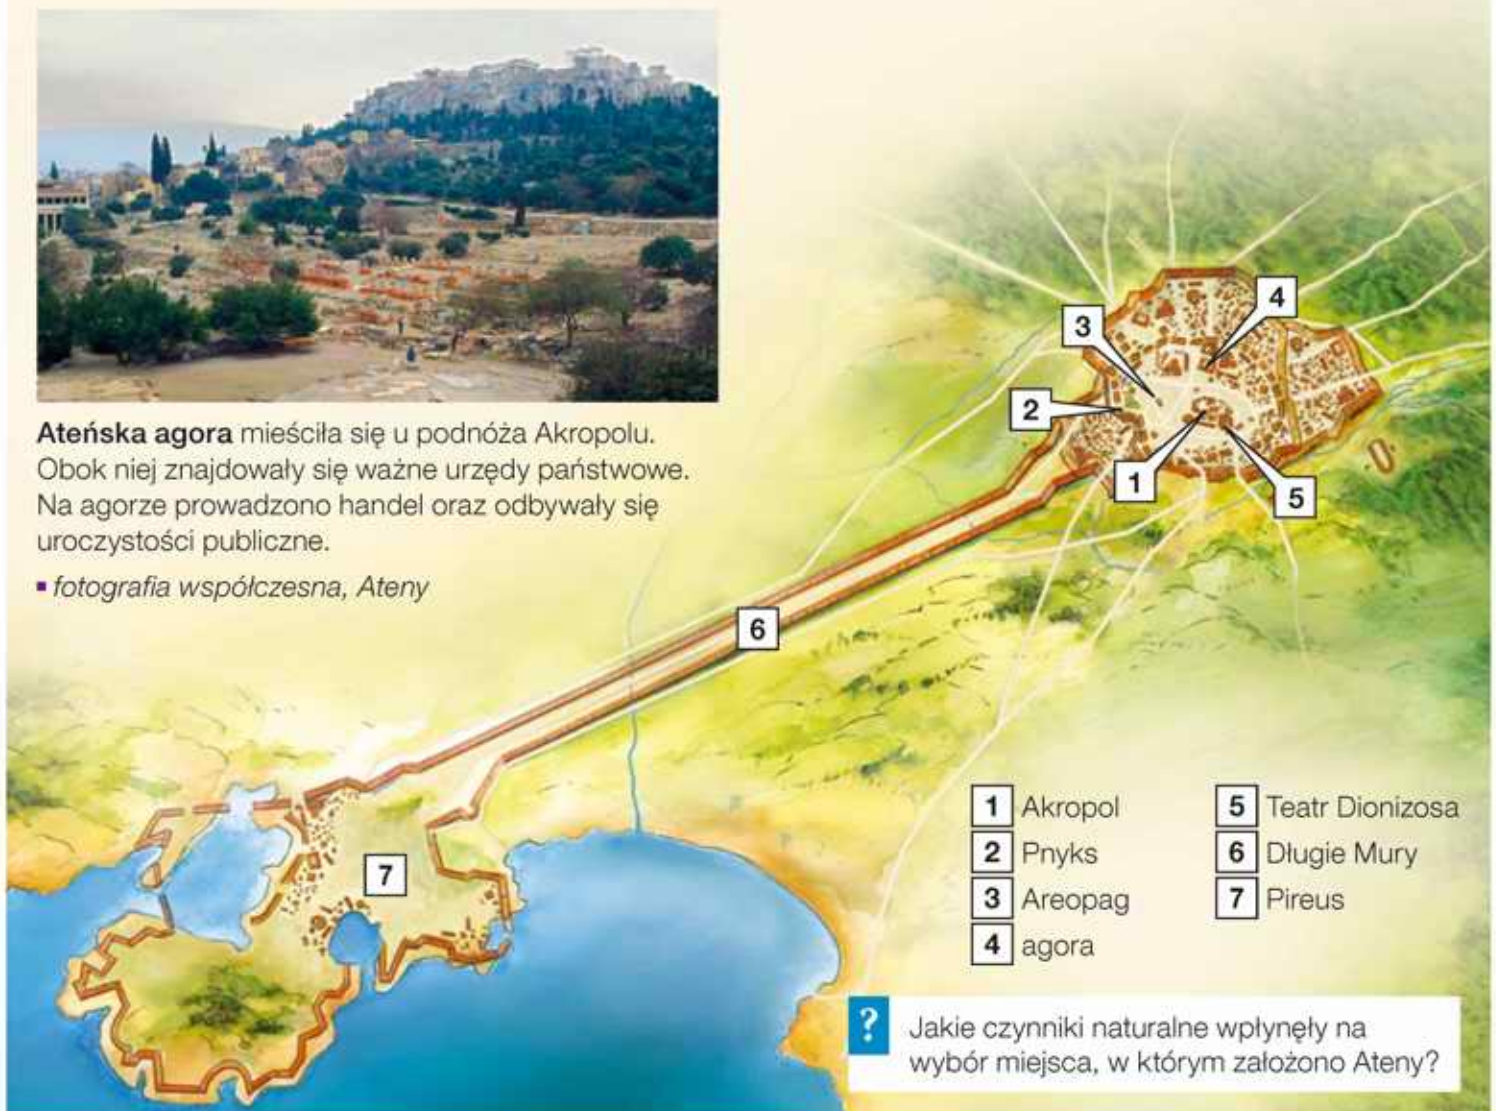 Ateńska agora mieściła się u podnóża Akropolu.
Obok niej znajdowały się ważne urzędy państwowe.
Na agorze prowadzono handel oraz odbywały się
uroczystości publiczne.
▪ fotografia współczesna, Ateny
4
3
2
1
5
6
7
1 Akropol
2 Pnyks
3 Areopag
4 agora
5 Teatr Dionizosa
6 Długie Mury
7 Pireus
?
Jakie czynniki naturalne wpłynęły na
wybór miejsca, w którym założono Ateny?